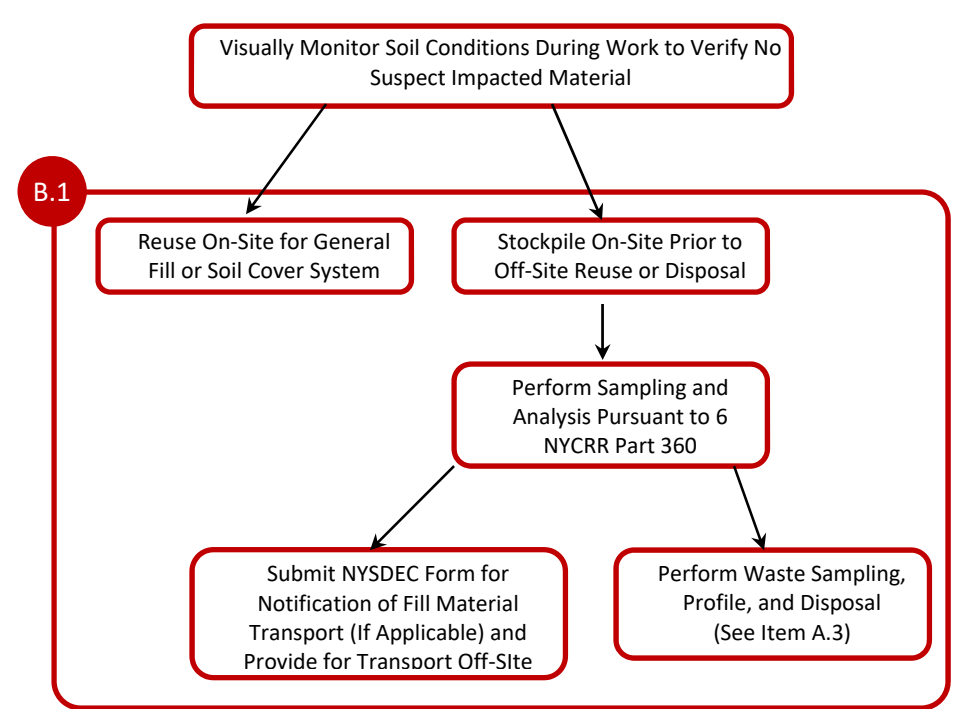 Visually Monitor Soil Conditions During Work to Verify No
Suspect Impacted Material
B.1
Reuse On-Site for General
Fill or Soil Cover System
Stockpile On-Site Prior to
Off-Site Reuse or Disposal
Perform Sampling and
Analysis Pursuant to 6
NYCRR Part 360
Submit NYSDEC Form for
Notification of Fill Material
Transport (If Applicable) and
Provide for Transport Off-SIte
Perform Waste Sampling,
Profile, and Disposal
(See Item A.3)